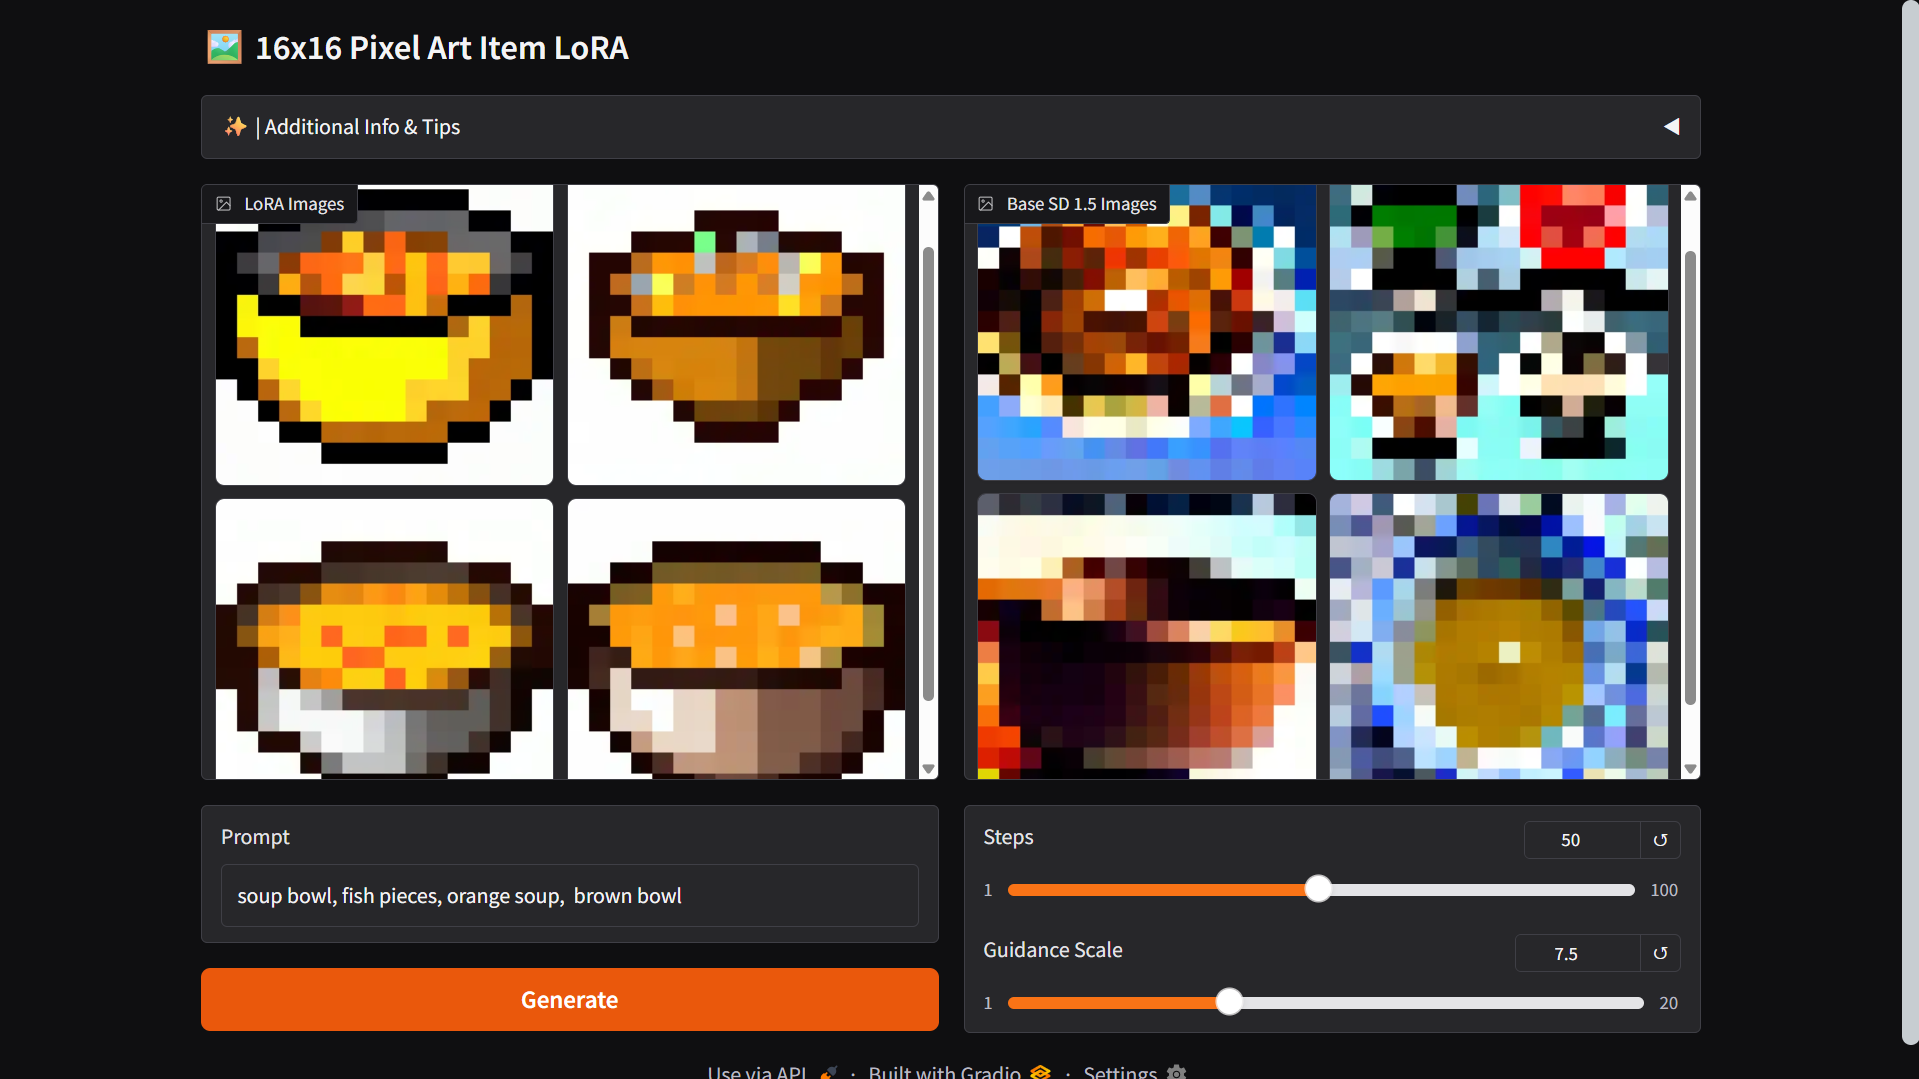 16x16 Pixel Art Item LoRA
✨ | Additional Info & Tips
LoRA Images
Base SD 1.5 Images
Prompt
soup bowl, fish pieces, orange soup,  brown bowl
Generate
Steps
50
1
100
Guidance Scale
7.5
1
20
Use via API · Built with Gradio · Settings